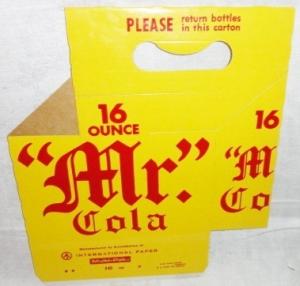 PLEASE return bottles
in this carton
16
OUNCE
"Mr."
Cola
16
"M
C
INTERNATIONAL PAPER